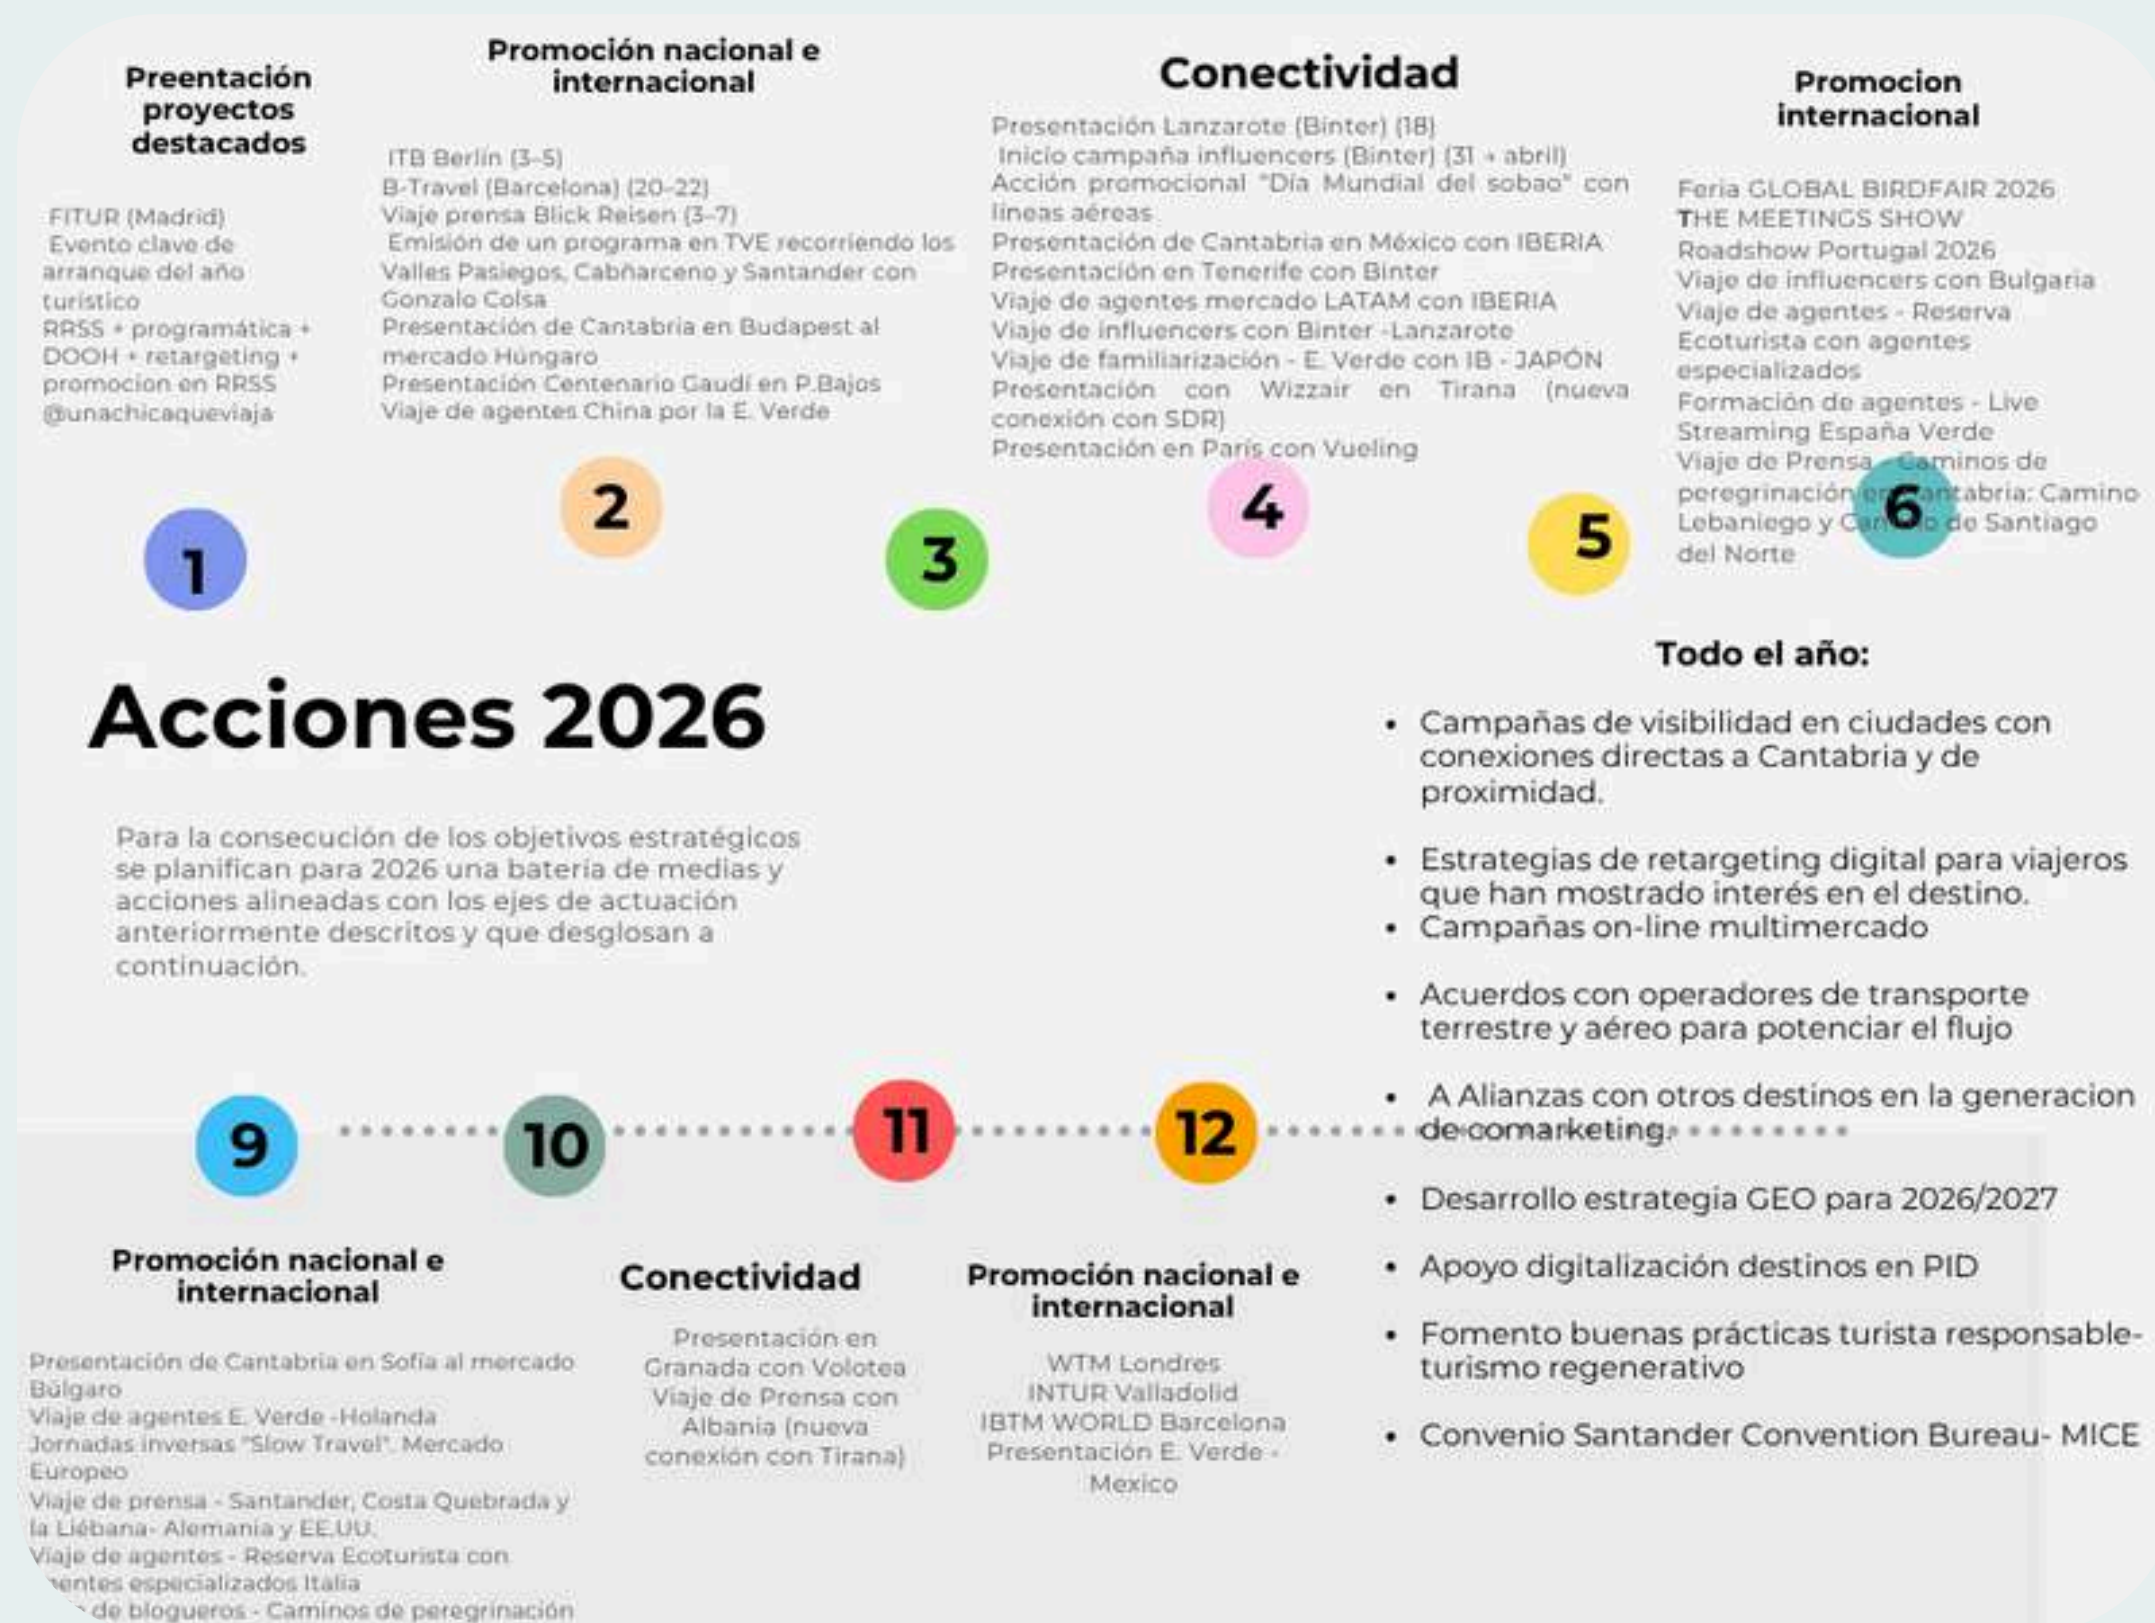 Preentación
proyectos
destacados
FITUR (Madrid)
Evento clave de
arranque del año
turístico
RRSS + programática +
DOOH + retargeting +
promocion en RRSS
@unachicaqueviaja
Promoción nacional e
internacional
ITB Berlín (3-5)
B-Travel (Barcelona) (20-22)
Viaje prensa Blick Reisen (3-7)
Emisión de un programa en TVE recorriendo los
Valles Pasiegos, Cabñarceno y Santander con
Gonzalo Colsa
Presentación de Cantabria en Budapest al
mercado Húngaro
Presentación Centenario Gaudí en P.Bajos
Viaje de agentes China por la E. Verde
Conectividad
Presentación Lanzarote (Binter) (18)
Inicio campaña influencers (Binter) (31 + abril)
Acción promocional "Día Mundial del sobao" con
líneas aéreas
Presentación de Cantabria en México con IBERIA
Presentación en Tenerife con Binter
Viaje de agentes mercado LATAM con IBERIA
Viaje de influencers con Binter -Lanzarote
Viaje de familiarización - E. Verde con IB - JAPÓN
Presentación con Wizzair en Tirana (nueva
conexión con SDR)
Presentación en París con Vueling
Promocion
internacional
Feria GLOBAL BIRDFAIR 2026
THE MEETINGS SHOW
Roadshow Portugal 2026
Viaje de influencers con Bulgaria
Viaje de agentes - Reserva
Ecoturista con agentes
especializados
Formación de agentes - Live
Streaming España Verde
Viaje de Prensa - Caminos de
peregrinación en Cantabria: Camino
Lebaniego y Camino de Santiago
del Norte
1
2
3
4
5
6
Acciones 2026
Para la consecución de los objetivos estratégicos
se planifican para 2026 una batería de medias y
acciones alineadas con los ejes de actuación
anteriormente descritos y que desglosan a
continuación.
Todo el año:
• Campañas de visibilidad en ciudades con
conexiones directas a Cantabria y de
proximidad.
• Estrategias de retargeting digital para viajeros
que han mostrado interés en el destino.
• Campañas on-line multimercado
• Acuerdos con operadores de transporte
terrestre y aéreo para potenciar el flujo
• A Alianzas con otros destinos en la generacion
de comarketing.
• Desarrollo estrategia GEO para 2026/2027
• Apoyo digitalización destinos en PID
• Fomento buenas prácticas turista responsable-
turismo regenerativo
• Convenio Santander Convention Bureau- MICE
9
10
11
12
Promoción nacional e
internacional
Presentación de Cantabria en Sofía al mercado
Búlgaro
Viaje de agentes E. Verde -Holanda
Jornadas inversas "Slow Travel". Mercado
Europeo
Viaje de prensa - Santander, Costa Quebrada y
la Liébana- Alemania y EE.UU.
Viaje de agentes - Reserva Ecoturista con
especializados Italia
de blogueros - Caminos de peregrinación
Conectividad
Presentación en
Granada con Volotea
Viaje de Prensa con
Albania (nueva
conexión con Tirana)
Promoción nacional e
internacional
WTM Londres
INTUR Valladolid
IBTM WORLD Barcelona
Presentación E. Verde -
Mexico